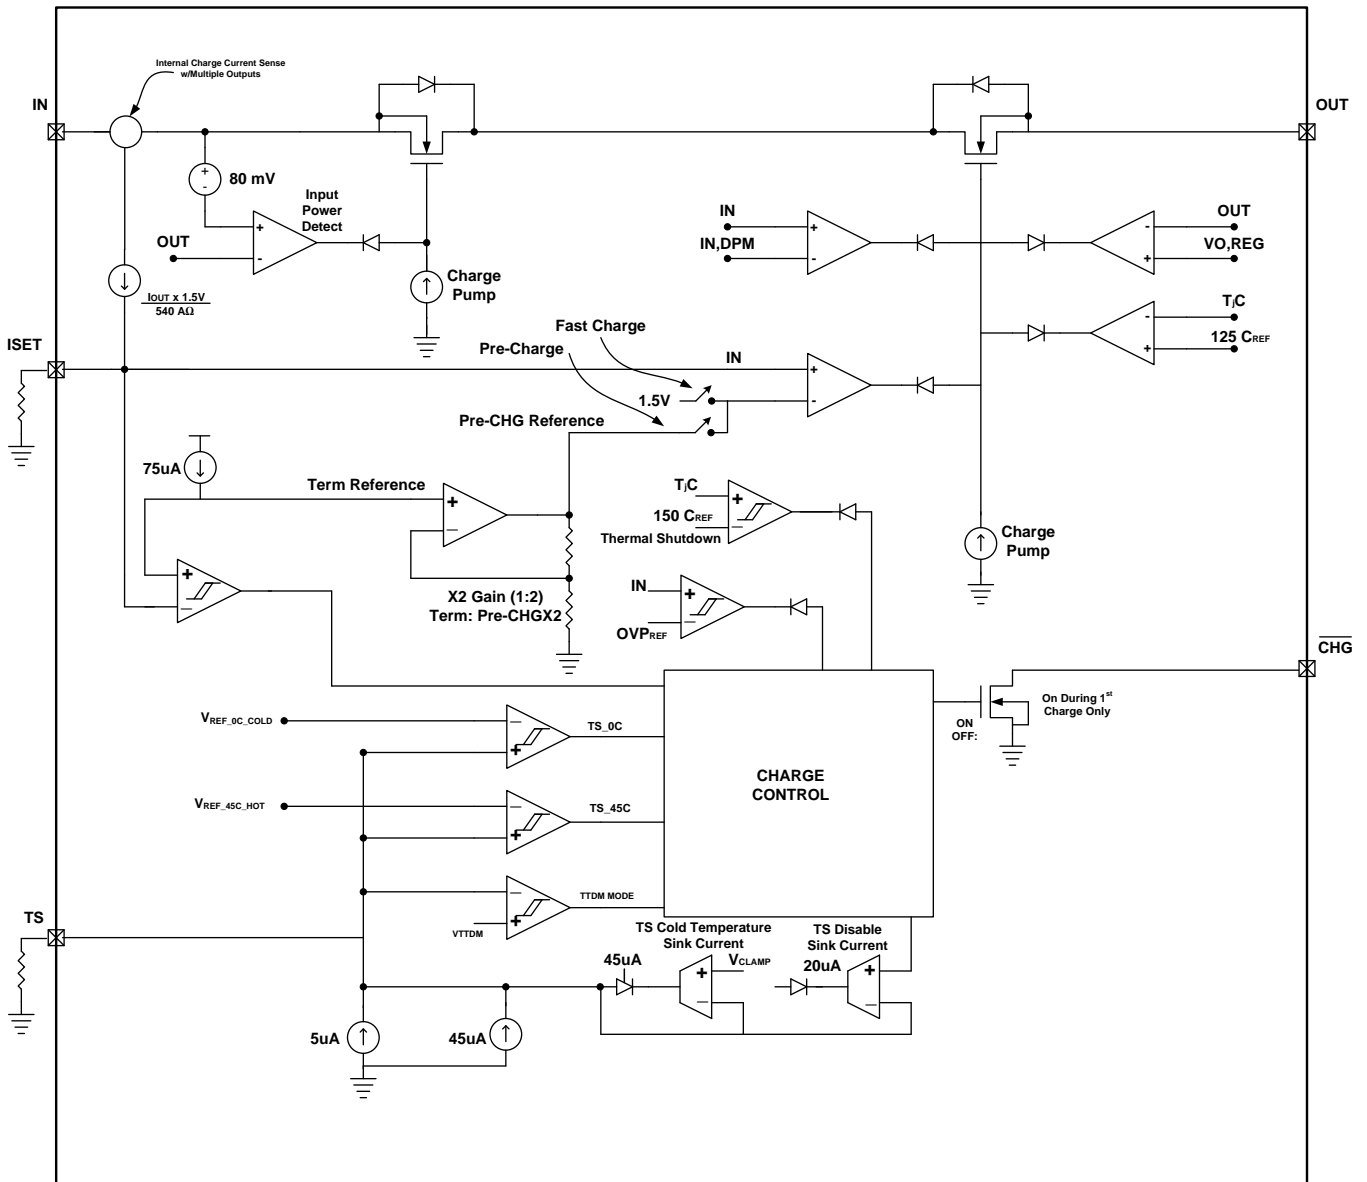 Internal Charge Current Sense
w/Multiple Outputs
IN
OUT
+
-
80 mV
Input
Power
Detect
+
-
OUT
IOUT x 1.5V
540 AΩ
Charge
Pump
IN
IN,DPM
+
-
OUT
VO,REG
-
+
TjC
125 CREF
-
+
Fast Charge
Pre-Charge
ISET
IN
1.5V
+
-
Pre-CHG Reference
75uA
Term Reference
+
−
TjC
150 CREF
Thermal Shutdown
+
−
Charge
Pump
+
−
X2 Gain (1:2)
Term: Pre-CHGX2
IN
OVPREF
+
−
CHG
VREF_0C_COLD
−
+
TS_0C
ON
OFF:
On During 1st
Charge Only
CHARGE
CONTROL
VREF_45C_HOT
−
+
TS_45C
TS
−
+
VTTDM
TTDM MODE
TS Cold Temperature
Sink Current
45uA
VCLAMP
+
−
TS Disable
Sink Current
20uA
+
−
5uA
45uA